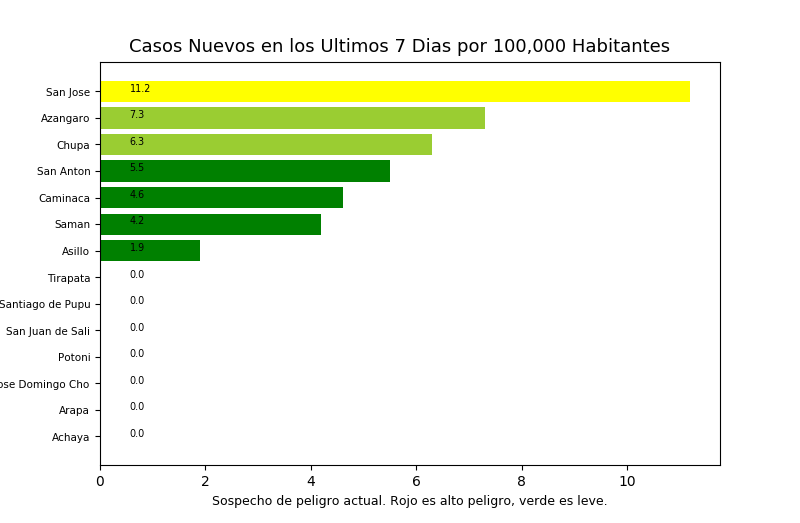 Casos Nuevos en los Ultimos 7 Dias por 100,000 Habitantes
San Jose 11.2
Azangaro 7.3
Chupa 6.3
San Anton 5.5
Caminaca 4.6
Saman 4.2
Asillo 1.9
Tirapata 0.0
Santiago de Pupu 0.0
San Juan de Sali 0.0
Potoni 0.0
ose Domingo Cho 0.0
Arapa 0.0
Achaya 0.0
0 2 4 6 8 10
Sospecho de peligro actual. Rojo es alto peligro, verde es leve.